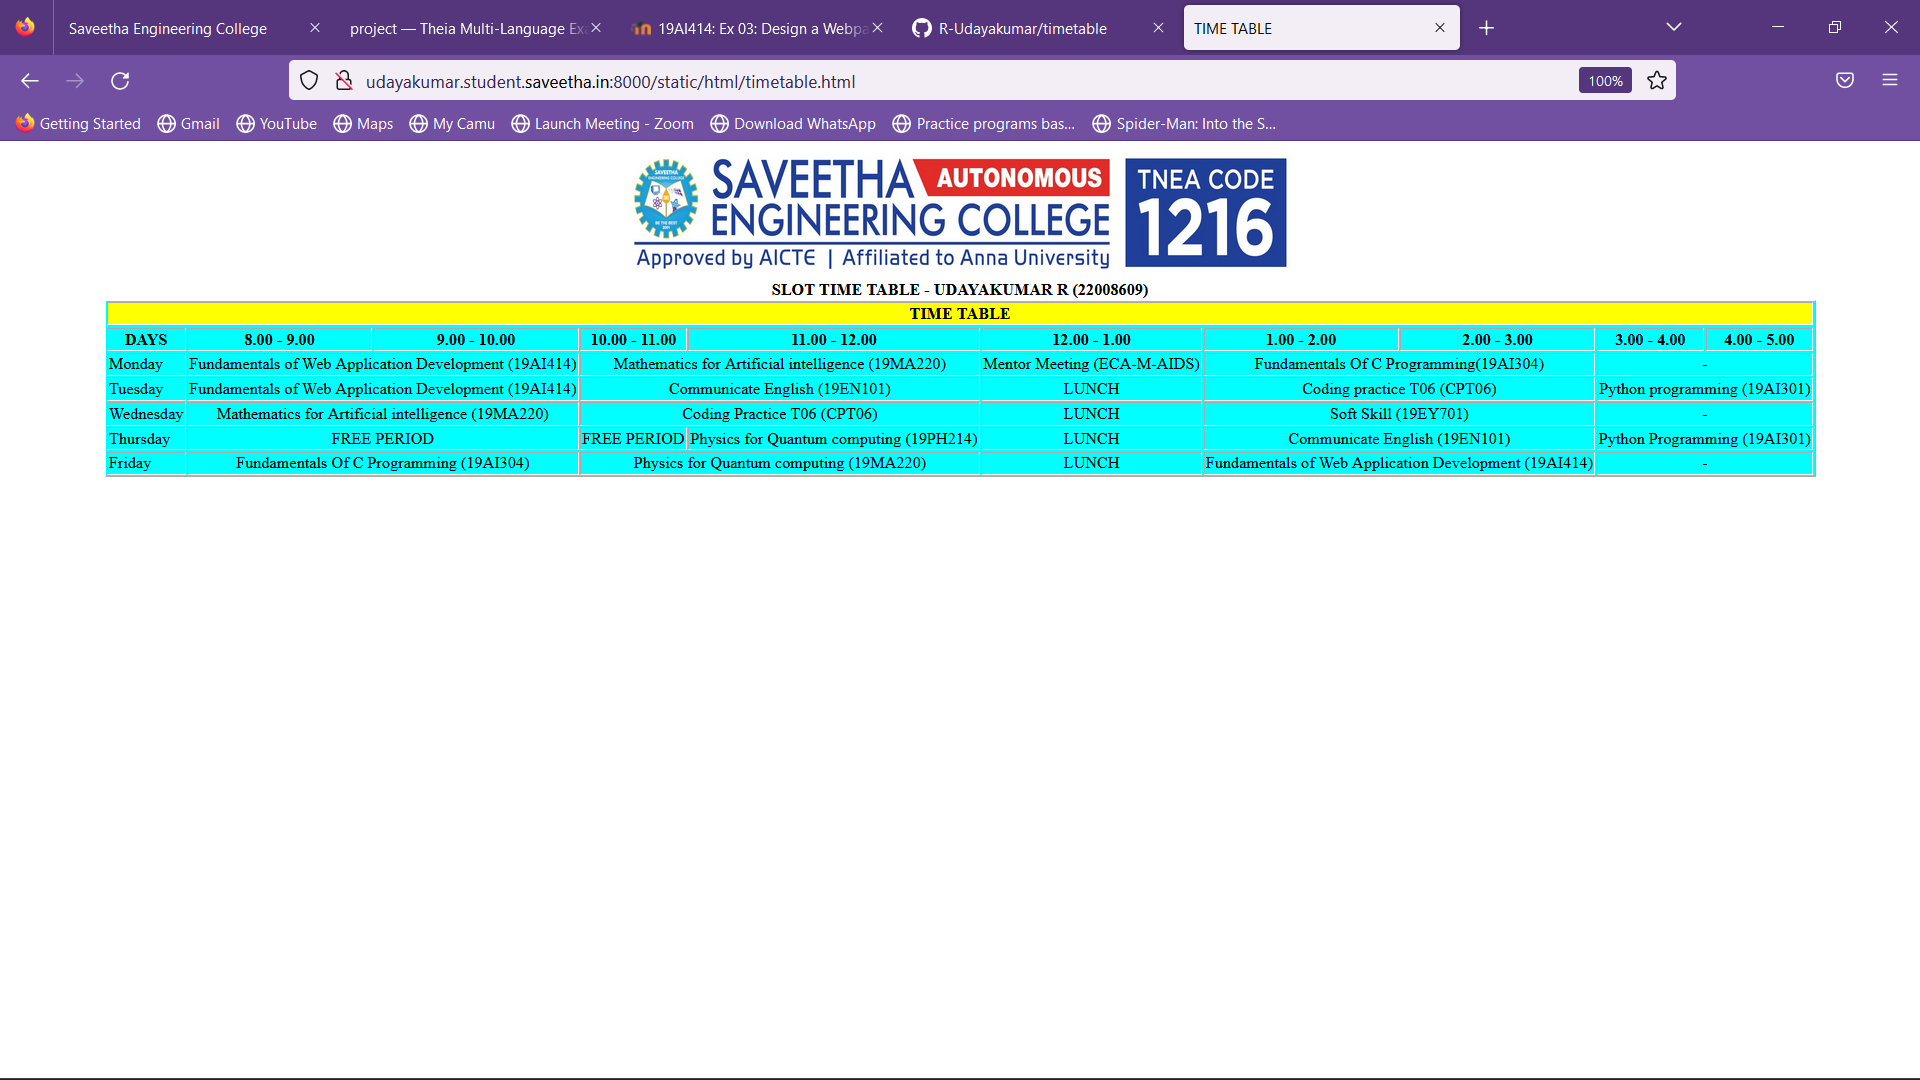 Saveetha Engineering College
project — Theia Multi-Language Ex
19AI414: Ex 03: Design a Webpa
R-Udayakumar/timetable
TIME TABLE
udayakumar.student.saveetha.in:8000/static/html/timetable.html
100%
Getting Started Gmail YouTube Maps My Camu Launch Meeting - Zoom Download WhatsApp Practice programs bas... Spider-Man: Into the S...
SAVEETHA AUTONOMOUS
ENGINEERING COLLEGE
Approved by AICTE | Affiliated to Anna University
TNEA CODE
1216
SLOT TIME TABLE - UDAYAKUMAR R (22008609)
TIME TABLE
DAYS 8.00 - 9.00 9.00 - 10.00 10.00 - 11.00 11.00 - 12.00 12.00 - 1.00 1.00 - 2.00 2.00 - 3.00 3.00 - 4.00 4.00 - 5.00
Monday Fundamentals of Web Application Development (19AI414) Mathematics for Artificial intelligence (19MA220) Mentor Meeting (ECA-M-AIDS) Fundamentals Of C Programming(19AI304) -
Tuesday Fundamentals of Web Application Development (19AI414) Communicate English (19EN101) LUNCH Coding practice T06 (CPT06) Python programming (19AI301)
Wednesday Mathematics for Artificial intelligence (19MA220) Coding Practice T06 (CPT06) LUNCH Soft Skill (19EY701) -
Thursday FREE PERIOD FREE PERIOD Physics for Quantum computing (19PH214) LUNCH Communicate English (19EN101) Python Programming (19AI301)
Friday Fundamentals Of C Programming (19AI304) Physics for Quantum computing (19MA220) LUNCH Fundamentals of Web Application Development (19AI414) -